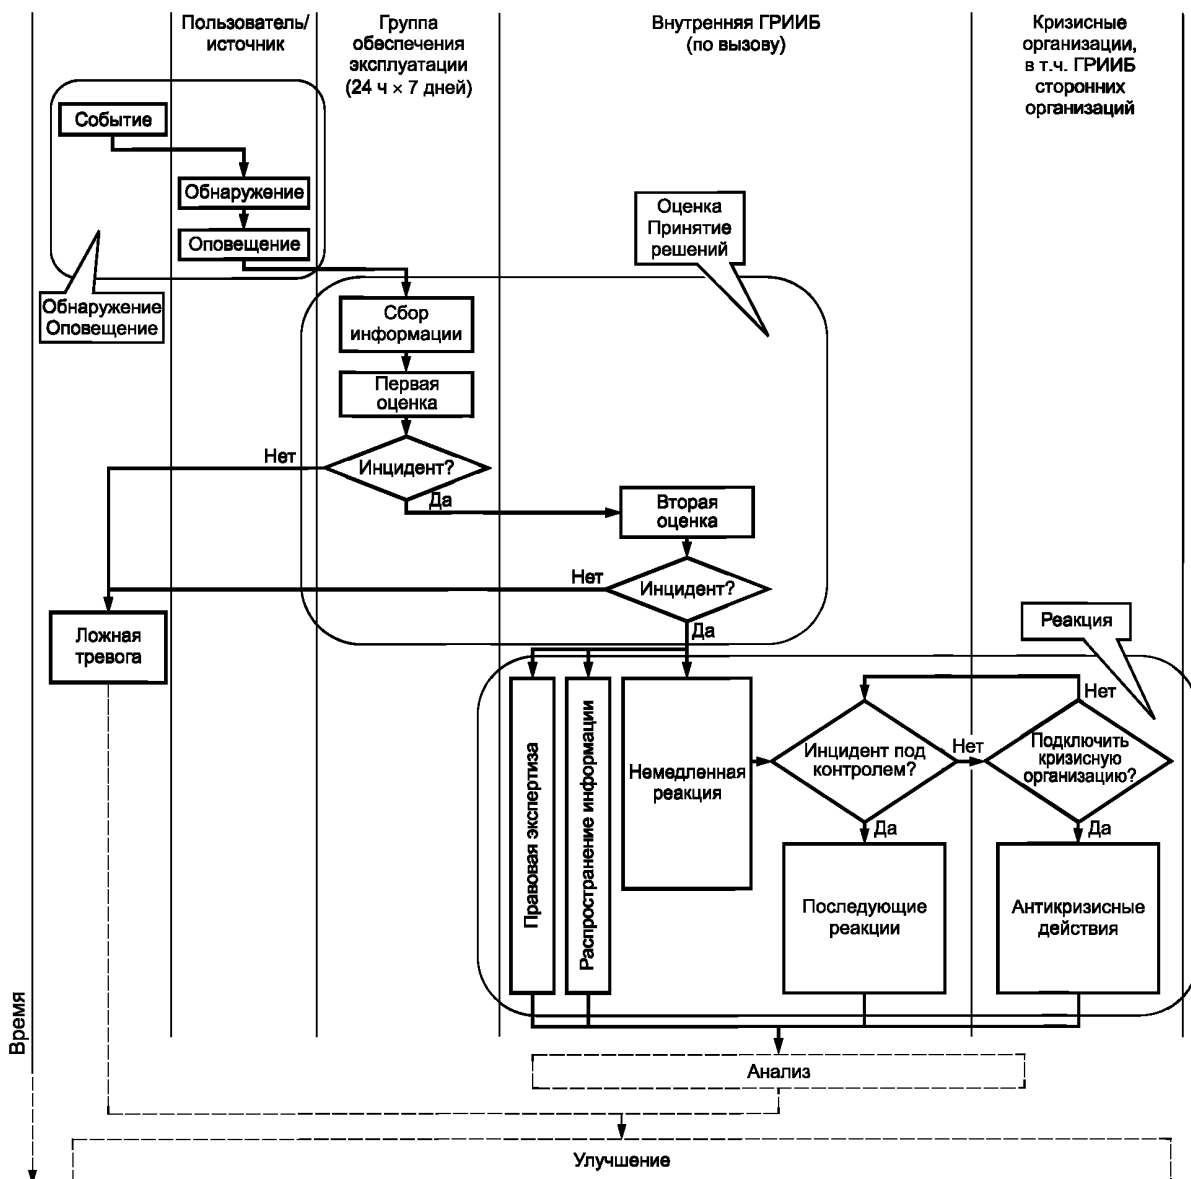 Пользователь/
источник
Группа
обеспечения
эксплуатации
(24 ч × 7 дней)
Внутренняя ГРИИБ
(по вызову)
Кризисные
организации,
в т.ч. ГРИИБ
сторонних
организаций
Событие
Обнаружение
Оповещение
Обнаружение
Оповещение
Оценка
Принятие
решений
Сбор
информации
Первая
оценка
Инцидент?
Нет
Да
Вторая
оценка
Инцидент?
Нет
Да
Ложная
тревога
Реакция
Правовая экспертиза
Распространение информации
Немедленная
реакция
Инцидент под
контролем?
Нет
Да
Подключить
кризисную
организацию?
Нет
Да
Последующие
реакции
Антикризисные
действия
Время
Анализ
Улучшение